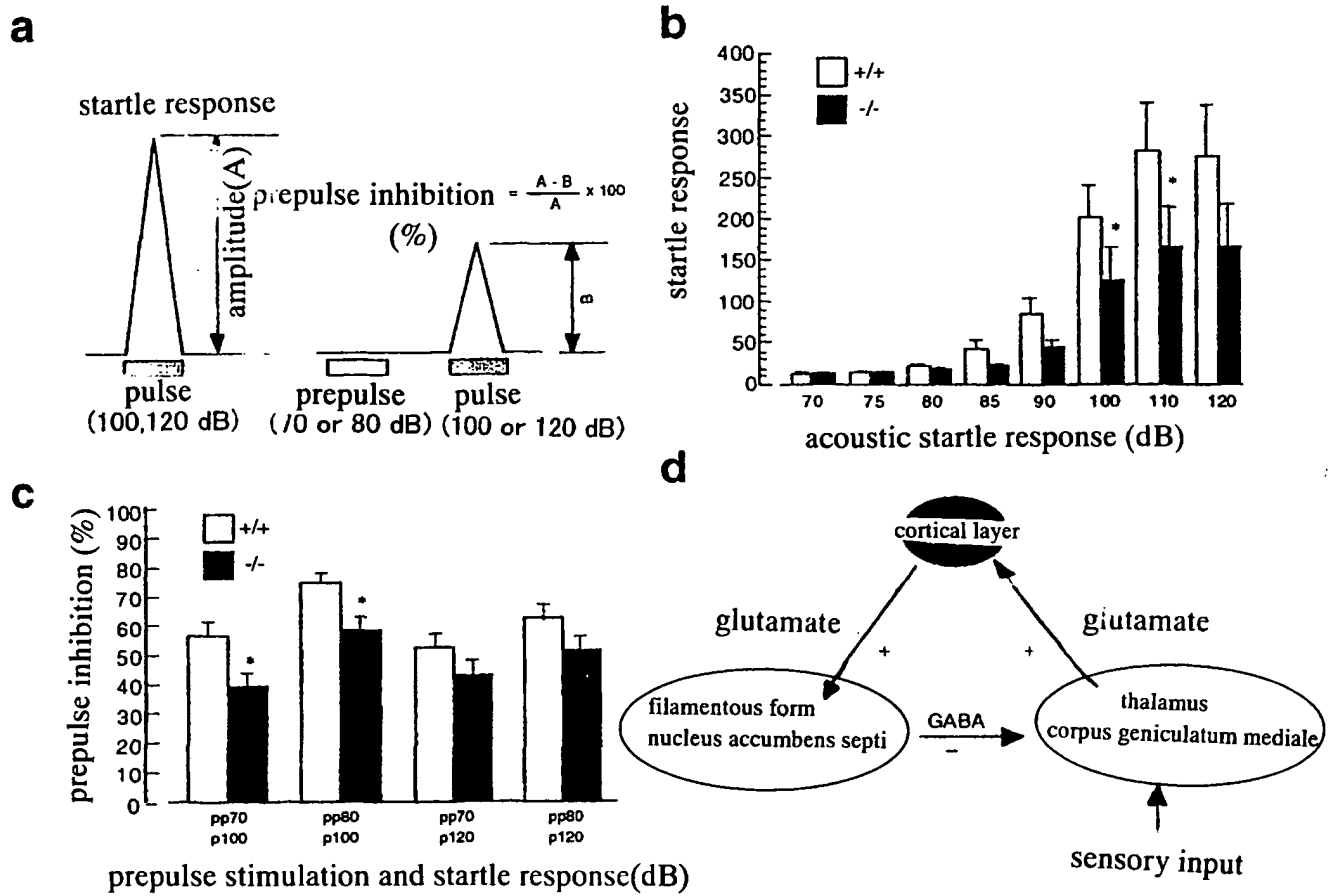 a
startle response
amplitude(A)
prepulse inhibition = A - B / A × 100
(%)
B
pulse
(100,120 dB)
prepulse
(70 or 80 dB)
pulse
(100 or 120 dB)
b
startle response
400
350
300
250
200
150
100
50
0
+/+
-/-
*
*
70 75 80 85 90 100 110 120
acoustic startle response (dB)
c
prepulse inhibition (%)
100
90
80
70
60
50
40
30
20
10
0
+/+
-/-
*
*
pp70 pp80 pp70 pp80
p100 p100 p120 p120
prepulse stimulation and startle response(dB)
d
cortical layer
glutamate
+
glutamate
+
filamentous form
nucleus accumbens septi
GABA
−
thalamus
corpus geniculatum mediale
sensory input